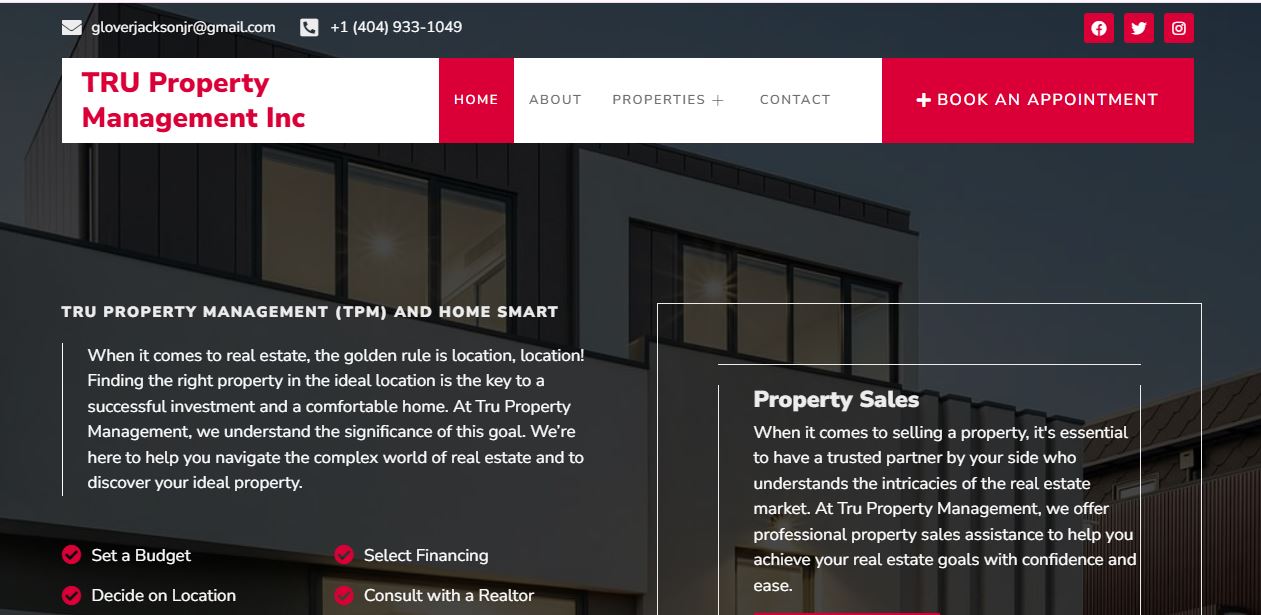 gloverjacksonjr@gmail.com
+1 (404) 933-1049
TRU Property
Management Inc
HOME
ABOUT
PROPERTIES +
CONTACT
+ BOOK AN APPOINTMENT
TRU PROPERTY MANAGEMENT (TPM) AND HOME SMART
When it comes to real estate, the golden rule is location, location!
Finding the right property in the ideal location is the key to a
successful investment and a comfortable home. At Tru Property
Management, we understand the significance of this goal. We’re
here to help you navigate the complex world of real estate and to
discover your ideal property.
Set a Budget
Select Financing
Decide on Location
Consult with a Realtor
Property Sales
When it comes to selling a property, it's essential
to have a trusted partner by your side who
understands the intricacies of the real estate
market. At Tru Property Management, we offer
professional property sales assistance to help you
achieve your real estate goals with confidence and
ease.